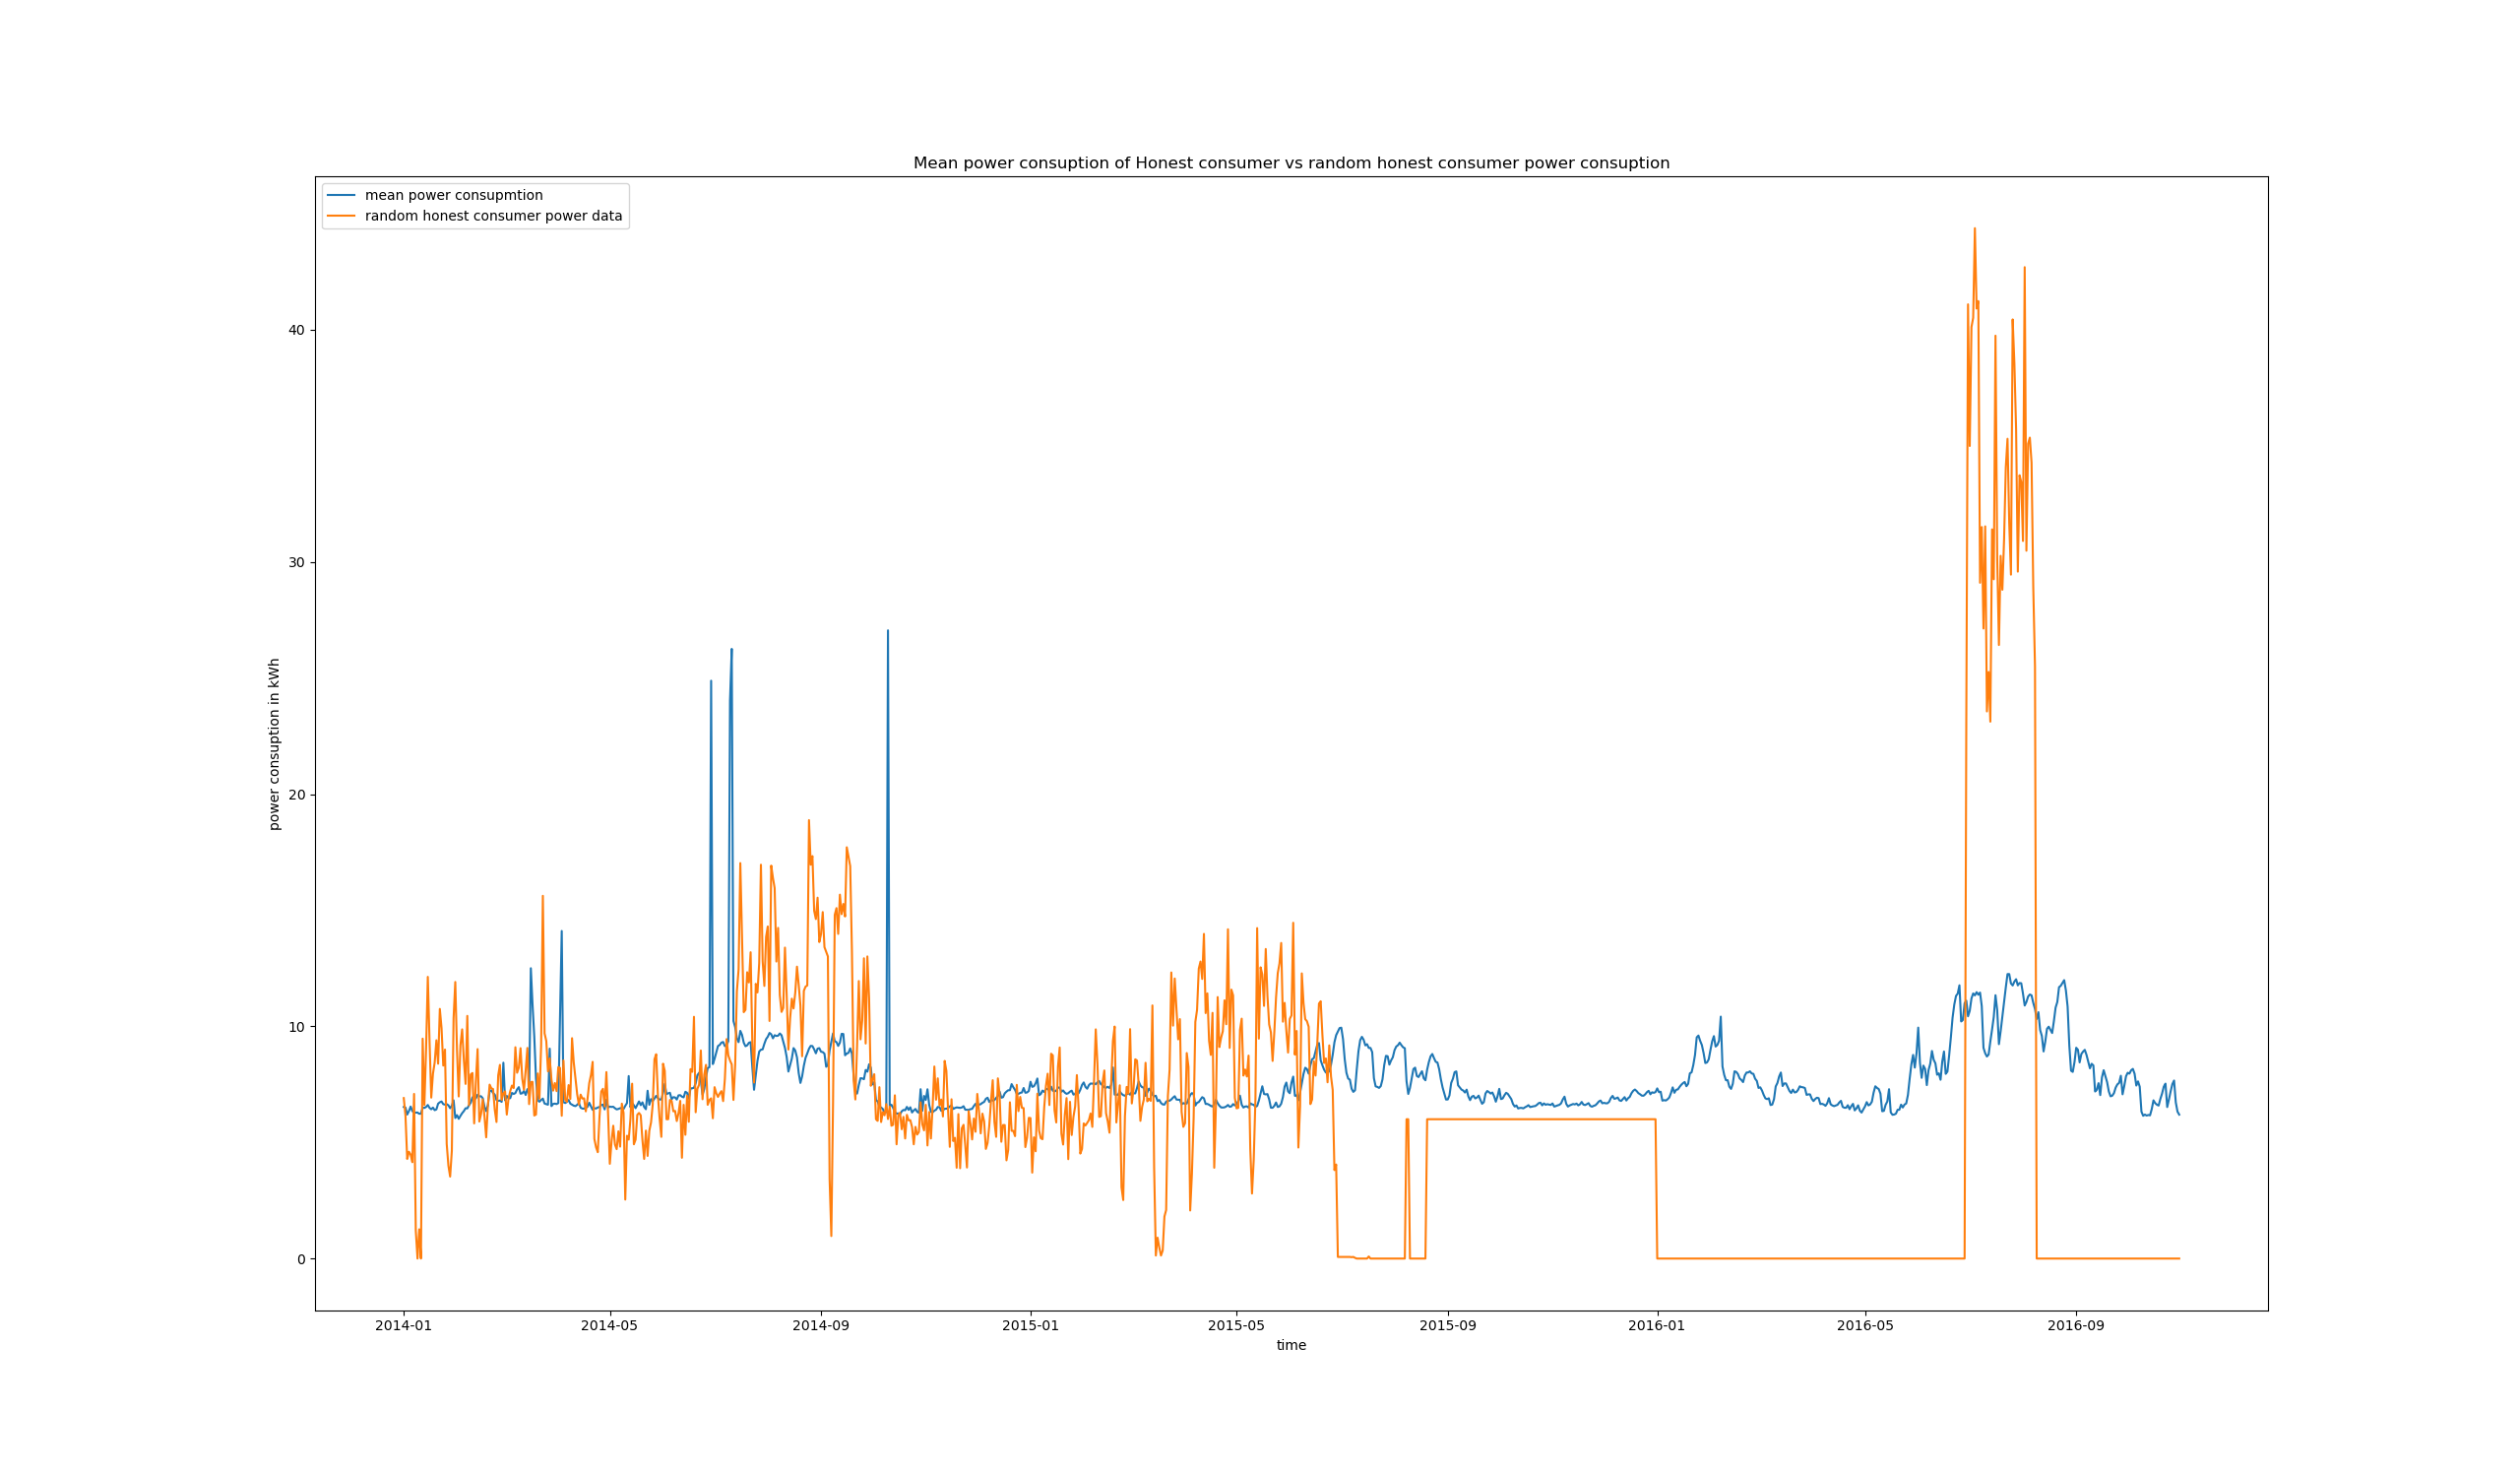 Mean power consuption of Honest consumer vs random honest consumer power consuption
mean power consupmtion
random honest consumer power data
power consuption in kWh
40
30
20
10
0
2014-01 2014-05 2014-09 2015-01 2015-05 2015-09 2016-01 2016-05 2016-09
time